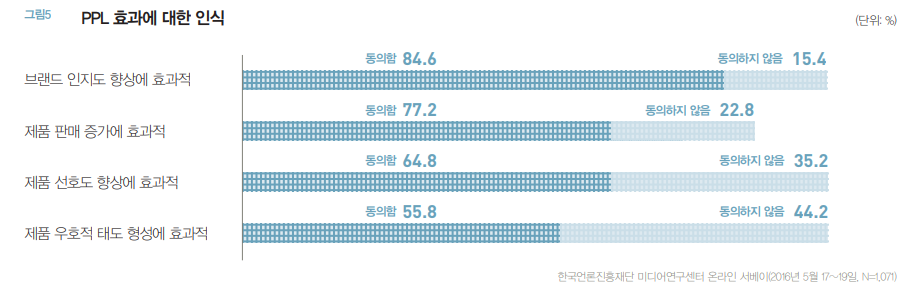 그림5 PPL 효과에 대한 인식
(단위: %)
동의함 84.6 동의하지 않음 15.4
브랜드 인지도 향상에 효과적
동의함 77.2 동의하지 않음 22.8
제품 판매 증가에 효과적
동의함 64.8 동의하지 않음 35.2
제품 선호도 향상에 효과적
동의함 55.8 동의하지 않음 44.2
제품 우호적 태도 형성에 효과적
한국언론진흥재단 미디어연구센터 온라인 서베이(2016년 5월 17~19일, N=1,071)